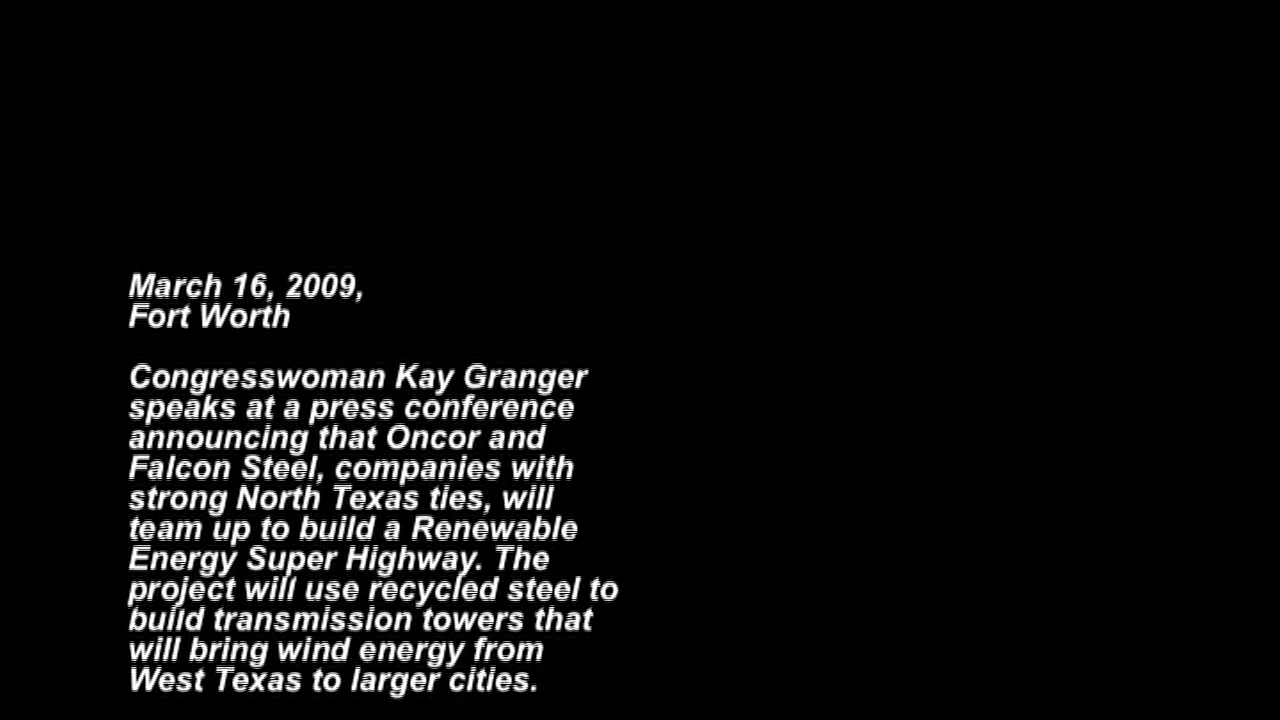 March 16, 2009,
Fort Worth
Congresswoman Kay Granger
speaks at a press conference
announcing that Oncor and
Falcon Steel, companies with
strong North Texas ties, will
team up to build a Renewable
Energy Super Highway. The
project will use recycled steel to
build transmission towers that
will bring wind energy from
West Texas to larger cities.